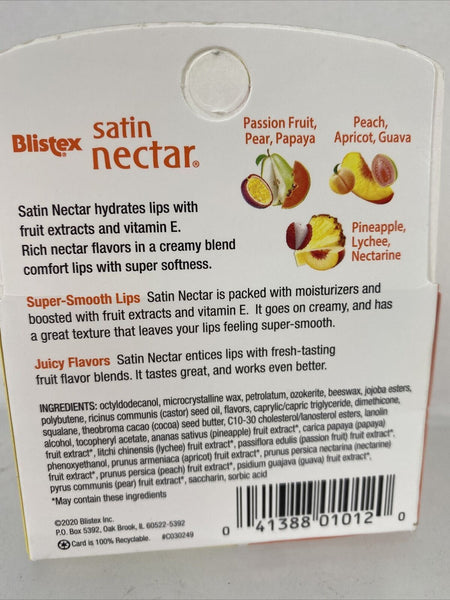 Blistex®
satin
nectar®
Passion Fruit,
Pear, Papaya
Peach,
Apricot, Guava
Pineapple,
Lychee,
Nectarine
Satin Nectar hydrates lips with
fruit extracts and vitamin E.
Rich nectar flavors in a creamy blend
comfort lips with super softness.
Super-Smooth Lips Satin Nectar is packed with moisturizers and
boosted with fruit extracts and vitamin E. It goes on creamy, and has
a great texture that leaves your lips feeling super-smooth.
Juicy Flavors Satin Nectar entices lips with fresh-tasting
fruit flavor blends. It tastes great, and works even better.
INGREDIENTS: octyldodecanol, microcrystalline wax, petrolatum, ozokerite, beeswax, jojoba esters,
polybutene, ricinus communis (castor) seed oil, flavors, caprylic/capric triglyceride, dimethicone,
squalane, theobroma cacao (cocoa) seed butter, C10-30 cholesterol/lanosterol esters, lanolin
alcohol, tocopheryl acetate, ananas sativus (pineapple) fruit extract*, carica papaya (papaya)
fruit extract*, litchi chinensis (lychee) fruit extract*, passiflora edulis (passion fruit) fruit extract*,
phenoxyethanol, prunus armeniaca (apricot) fruit extract*, prunus persica nectarina (nectarine)
fruit extract*, prunus persica (peach) fruit extract*, psidium guajava (guava) fruit extract*,
pyrus communis (pear) fruit extract*, saccharin, sorbic acid
*May contain these ingredients
©2020 Blistex Inc.
P.O. Box 5392, Oak Brook, IL 60522-5392
Card is 100% Recyclable. #C030249
0 41388 01012 0